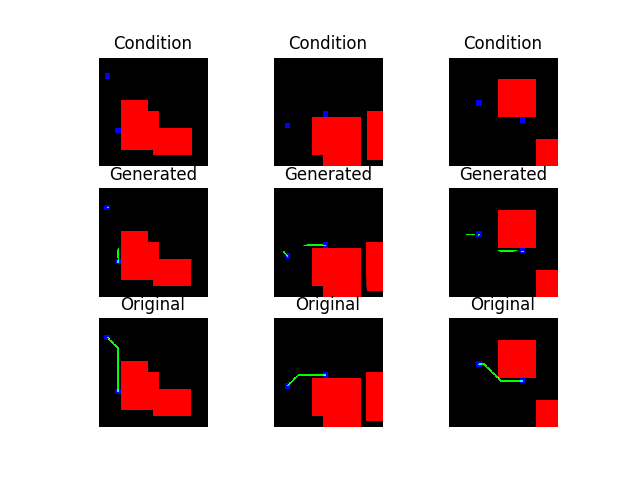 Condition
Condition
Condition
Generated
Generated
Generated
Original
Original
Original